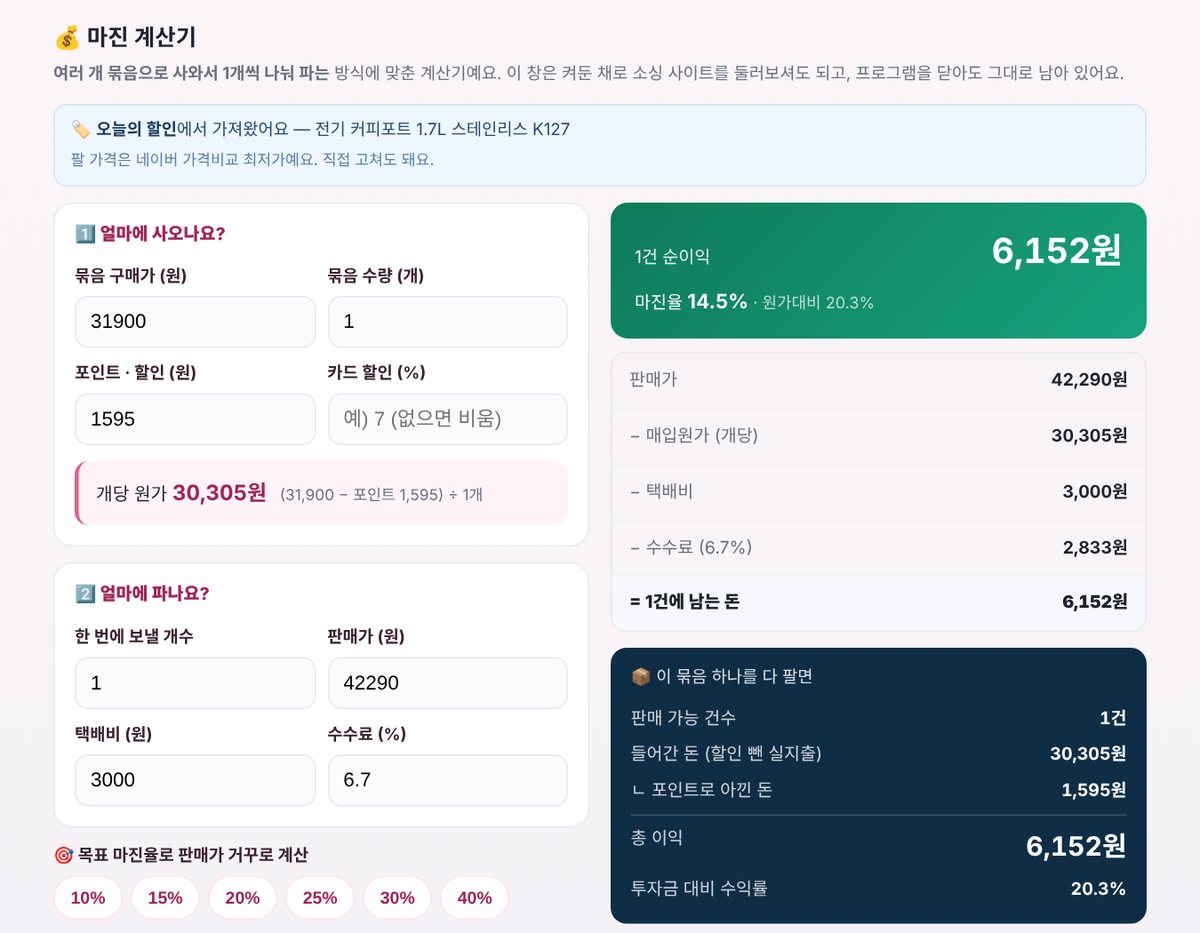 💰 마진 계산기
여러 개 묶음으로 사와서 1개씩 나눠 파는 방식에 맞춘 계산기예요. 이 창은 켜둔 채로 소싱 사이트를 둘러보셔도 되고, 프로그램을 닫아도 그대로 남아 있어요.
🏷️ 오늘의 할인에서 가져왔어요 — 전기 커피포트 1.7L 스테인리스 K127
팔 가격은 네이버 가격비교 최저가예요. 직접 고쳐도 돼요.
1️⃣ 얼마에 사오나요?
묶음 구매가 (원) 묶음 수량 (개)
31900 1
포인트 · 할인 (원) 카드 할인 (%)
1595 예) 7 (없으면 비움)
개당 원가 30,305원 (31,900 − 포인트 1,595) ÷ 1개
2️⃣ 얼마에 파나요?
한 번에 보낼 개수 판매가 (원)
1 42290
택배비 (원) 수수료 (%)
3000 6.7
🎯 목표 마진율로 판매가 거꾸로 계산
10% 15% 20% 25% 30% 40%
1건 순이익 6,152원
마진율 14.5% · 원가대비 20.3%
판매가 42,290원
− 매입원가 (개당) 30,305원
− 택배비 3,000원
− 수수료 (6.7%) 2,833원
= 1건에 남는 돈 6,152원
📦 이 묶음 하나를 다 팔면
판매 가능 건수 1건
들어간 돈 (할인 뺀 실지출) 30,305원
ㄴ 포인트로 아낀 돈 1,595원
총 이익 6,152원
투자금 대비 수익률 20.3%